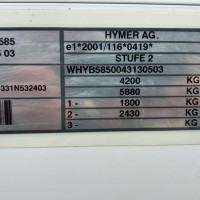 HYMER AG.
585
e1*2001/116*0419*
03
STUFE 2
WHYB5850043130503
331N532403
4200 KG
5880 KG
1- 1800 KG
2- 2430 KG
3- KG